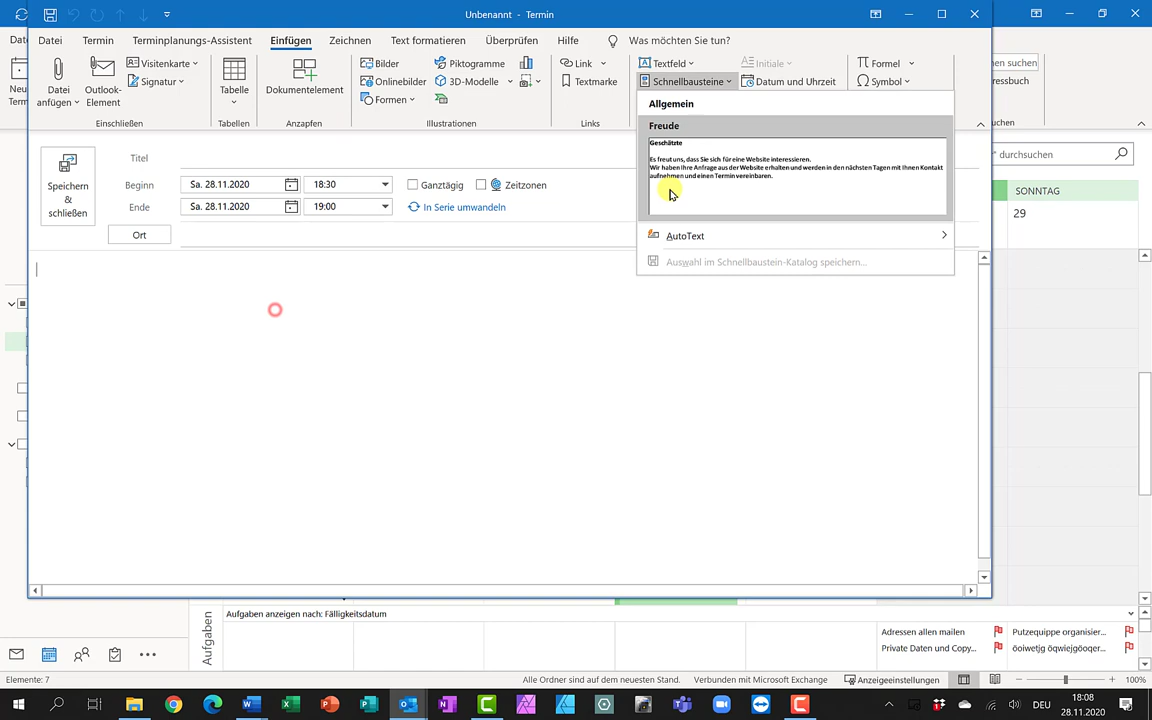 Unbenannt - Termin
Datei
Termin
Terminplanungs-Assistent
Einfügen
Zeichnen
Text formatieren
Überprüfen
Hilfe
Was möchten Sie tun?
Datei anfügen
Outlook-Element
Visitenkarte
Signatur
Einschließen
Tabelle
Tabellen
Dokumentelement
Anzapfen
Bilder
Onlinebilder
Formen
Piktogramme
3D-Modelle
Illustrationen
Link
Textmarke
Links
Textfeld
Schnellbausteine
Initiale
Datum und Uhrzeit
Formel
Symbol
Allgemein
Freude
Geschätzte
Es freut uns, dass Sie sich für eine Website interessieren.
Wir haben Ihre Anfrage aus der Website erhalten und werden in den nächsten Tagen mit Ihnen Kontakt
aufnehmen und einen Termin vereinbaren.
AutoText
Auswahl im Schnellbaustein-Katalog speichern...
Speichern
&
schließen
Titel
Beginn
Sa. 28.11.2020
18:30
Ganztägig
Zeitzonen
Ende
Sa. 28.11.2020
19:00
In Serie umwandeln
Ort
nen suchen
ressbuch
chen
durchsuchen
SONNTAG
29
Aufgaben
Aufgaben anzeigen nach: Fälligkeitsdatum
Adressen allen mailen
Putzequippe organisier...
Private Daten und Copy...
öoiwetjg öqwiejgöoqer...
Elemente: 7
Alle Ordner sind auf dem neuesten Stand.
Verbunden mit Microsoft Exchange
Anzeigeeinstellungen
100%
DEU
18:08
28.11.2020